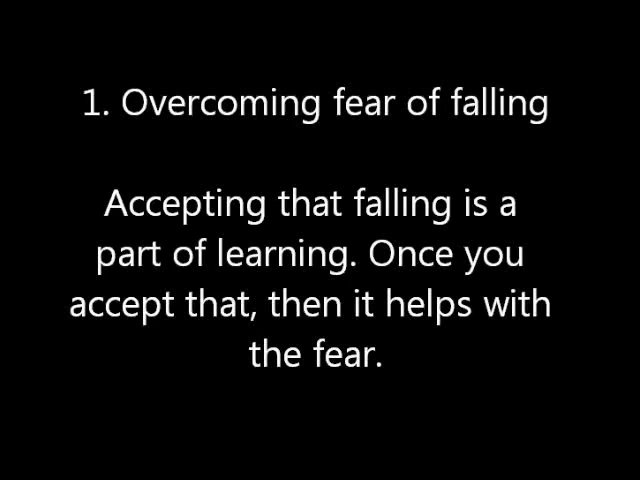 1. Overcoming fear of falling
Accepting that falling is a
part of learning. Once you
accept that, then it helps with
the fear.